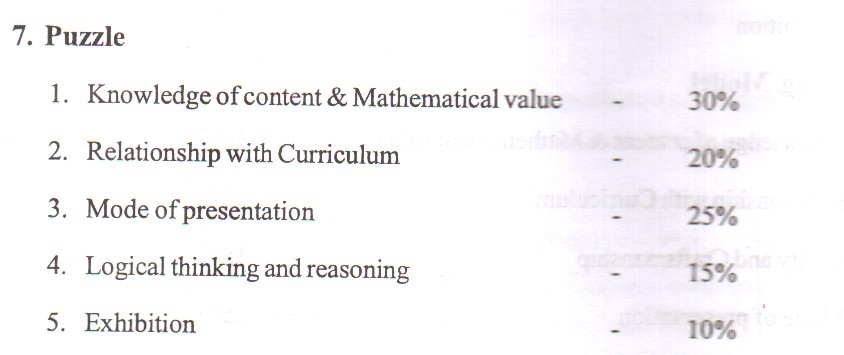 7. Puzzle
1. Knowledge of content & Mathematical value - 30%
2. Relationship with Curriculum - 20%
3. Mode of presentation - 25%
4. Logical thinking and reasoning - 15%
5. Exhibition - 10%